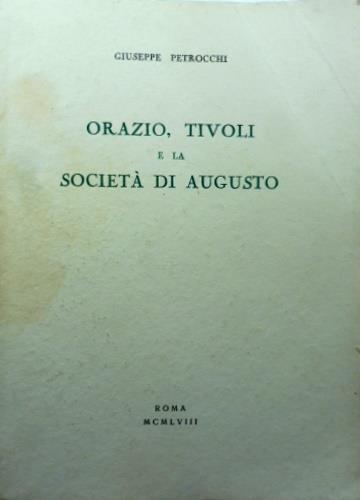 GIUSEPPE PETROCCHI
ORAZIO, TIVOLI
E LA
SOCIETÀ DI AUGUSTO
ROMA
MCMLVIII